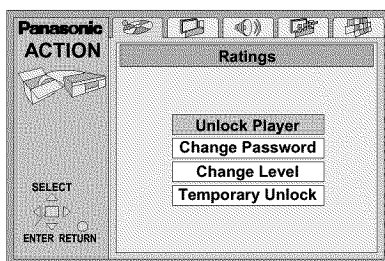 Panasonic
ACTION
Ratings
Unlock Player
Change Password
Change Level
Temporary Unlock
SELECT
ENTER RETURN